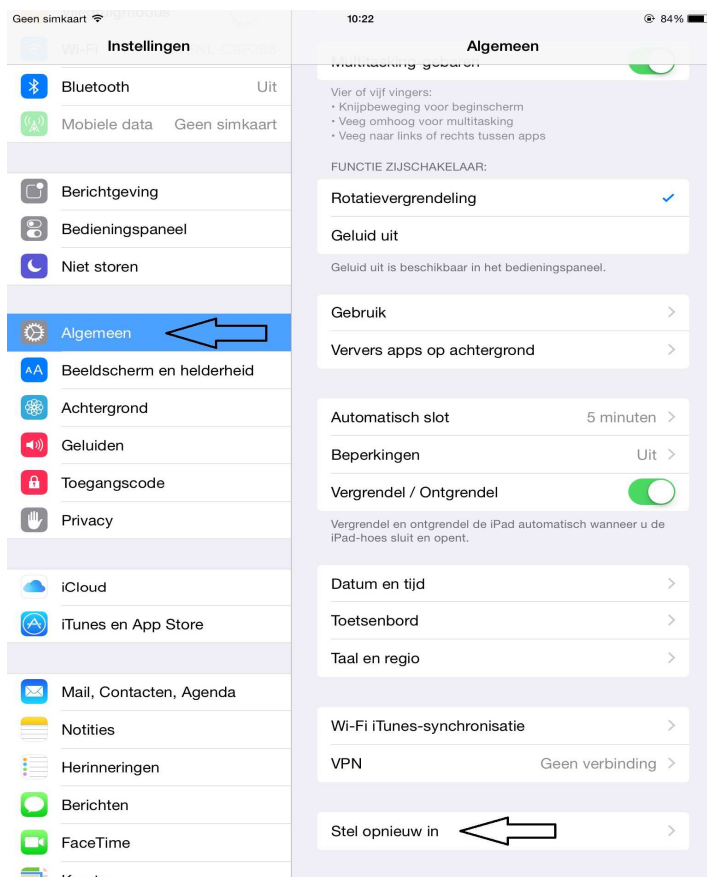 Geen simkaart
10:22
84%
Instellingen
Bluetooth Uit
Mobiele data Geen simkaart
Berichtgeving
Bedieningspaneel
Niet storen
Algemeen
AA Beeldscherm en helderheid
Achtergrond
Geluiden
Toegangscode
Privacy
iCloud
iTunes en App Store
Mail, Contacten, Agenda
Notities
Herinneringen
Berichten
FaceTime
Algemeen
Multitasking-gebaren
Vier of vijf vingers:
• Knijpbeweging voor beginscherm
• Veeg omhoog voor multitasking
• Veeg naar links of rechts tussen apps
FUNCTIE ZIJSCHAKELAAR:
Rotatievergrendeling
Geluid uit
Geluid uit is beschikbaar in het bedieningspaneel.
Gebruik
Ververs apps op achtergrond
Automatisch slot 5 minuten
Beperkingen Uit
Vergrendel / Ontgrendel
Vergrendel en ontgrendel de iPad automatisch wanneer u de
iPad-hoes sluit en opent.
Datum en tijd
Toetsenbord
Taal en regio
Wi-Fi iTunes-synchronisatie
VPN Geen verbinding
Stel opnieuw in